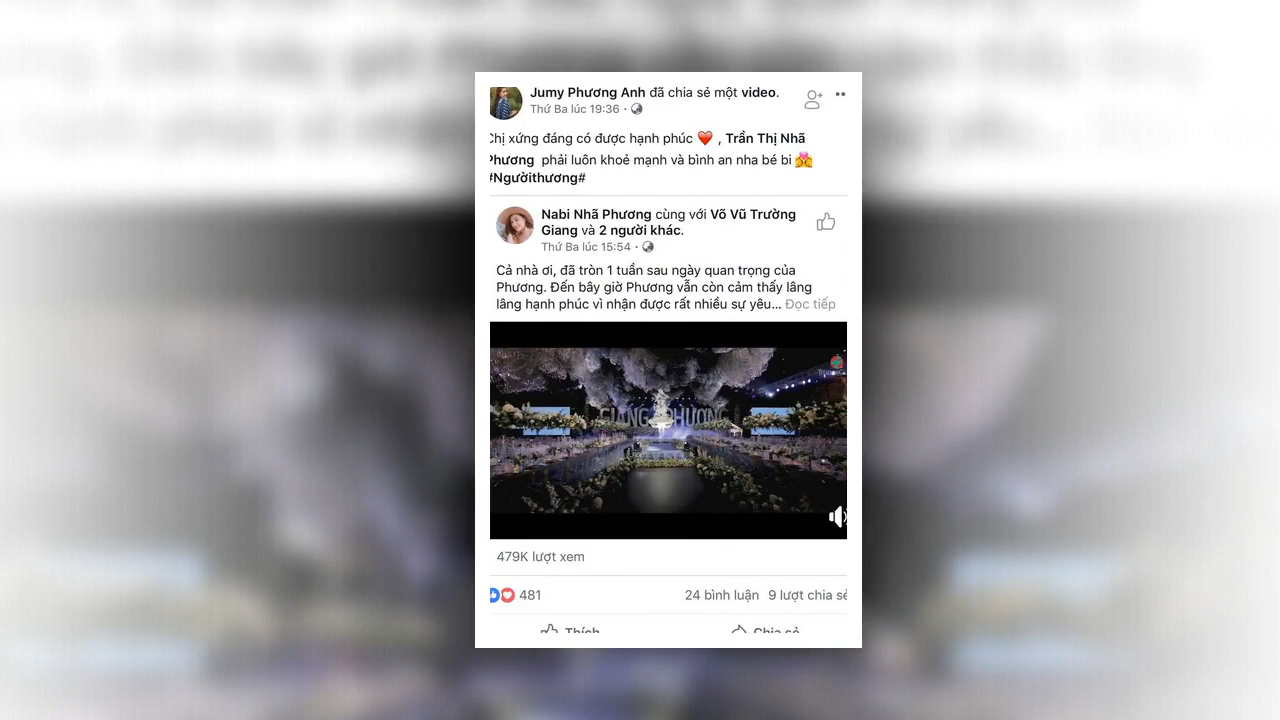 Jumy Phương Anh đã chia sẻ một video.
Thứ Ba lúc 19:36 ·
Chị xứng đáng có được hạnh phúc ❤️ , Trần Thị Nhã
Phương phải luôn khoẻ mạnh và bình an nha bé bi 💏
#Ngườithương#
Nabi Nhã Phương cùng với Võ Vũ Trường
Giang và 2 người khác.
Thứ Ba lúc 15:54 ·
Cả nhà ơi, đã tròn 1 tuần sau ngày quan trọng của
Phương. Đến bây giờ Phương vẫn còn cảm thấy lâng
lâng hạnh phúc vì nhận được rất nhiều sự yêu... Đọc tiếp
GIANG PHƯƠNG
479K lượt xem
481 24 bình luận 9 lượt chia sẻ
Thích Chia sẻ